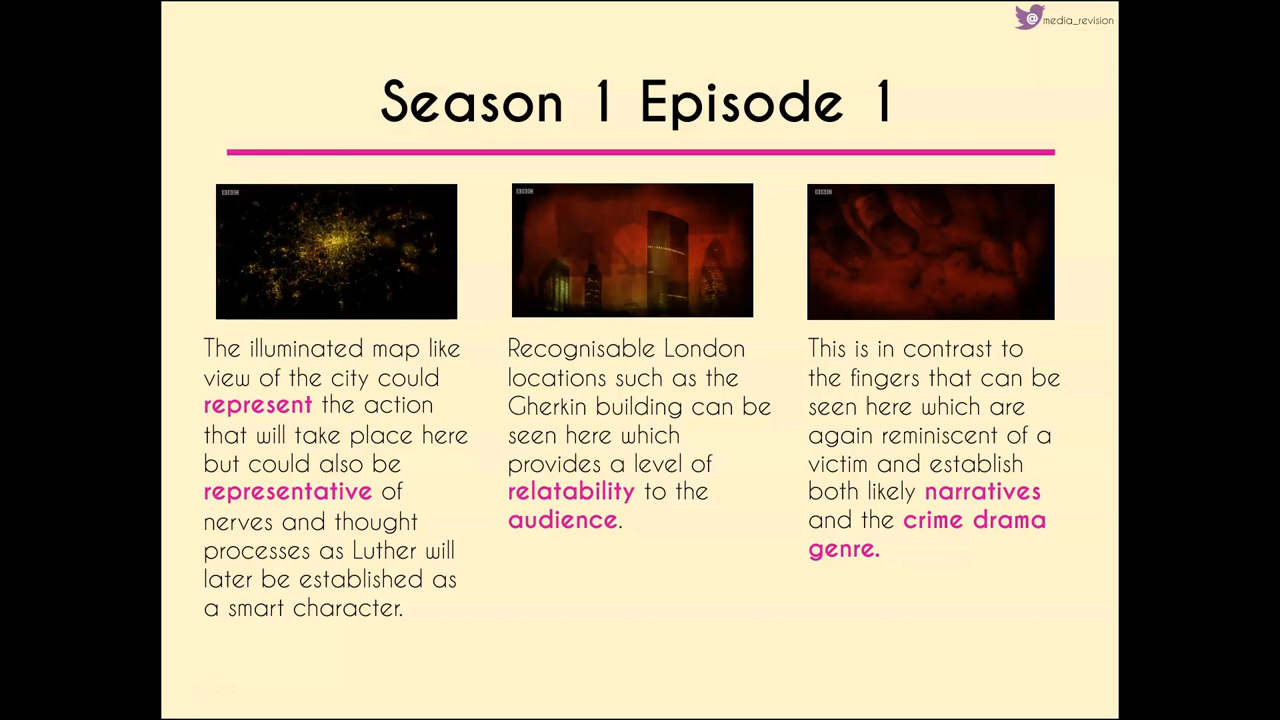 @media_revision
Season 1 Episode 1
BBC
BBC
BBC
The illuminated map like
view of the city could
represent the action
that will take place here
but could also be
representative of
nerves and thought
processes as Luther will
later be established as
a smart character.
Recognisable London
locations such as the
Gherkin building can be
seen here which
provides a level of
relatability to the
audience.
This is in contrast to
the fingers that can be
seen here which are
again reminiscent of a
victim and establish
both likely narratives
and the crime drama
genre.